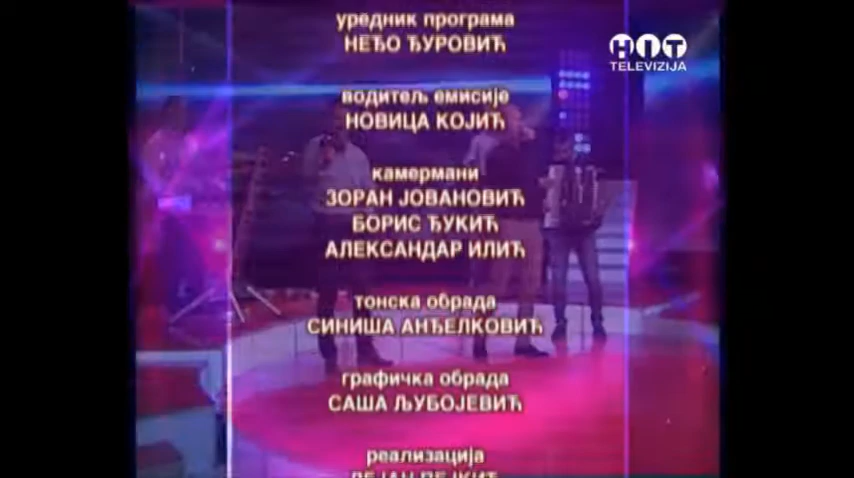 уредник програма
НЕЂО ЂУРОВИЋ
HIT
TELEVIZIJA
водитељ емисије
НОВИЦА КОЈИЋ
камермани
ЗОРАН ЈОВАНОВИЋ
БОРИС ЂУКИЋ
АЛЕКСАНДАР ИЛИЋ
тонска обрада
СИНИША АНЂЕЛКОВИЋ
графичка обрада
САША ЉУБОЈЕВИЋ
реализација